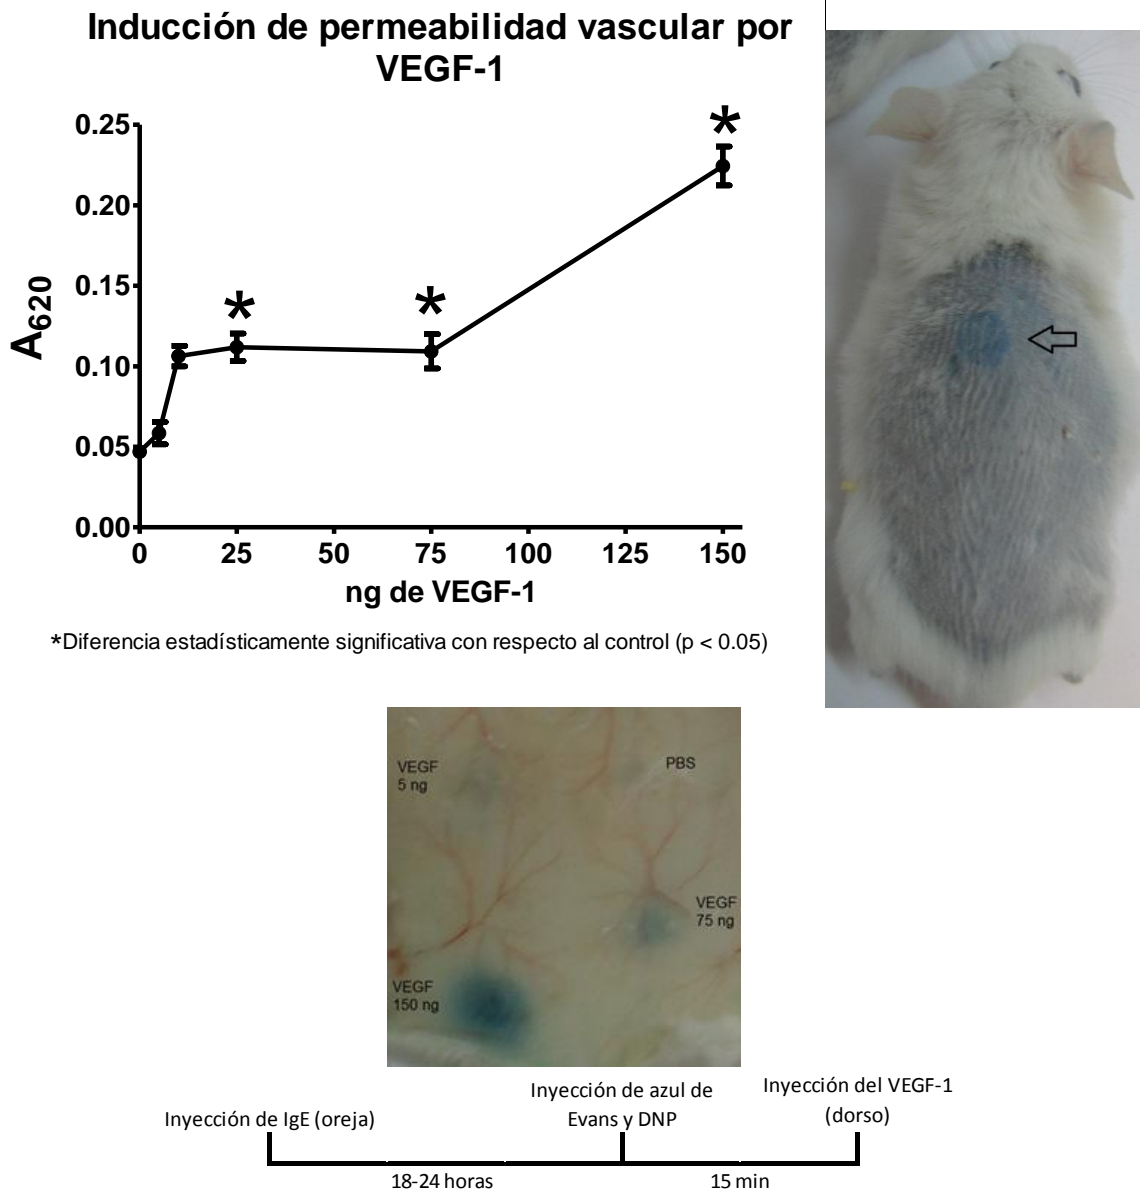 Inducción de permeabilidad vascular por
VEGF-1
0.25
0.20
0.15
0.10
0.05
0.00
A620
* * *
0 25 50 75 100 125 150
ng de VEGF-1
*Diferencia estadísticamente significativa con respecto al control (p < 0.05)
VEGF
5 ng
PBS
VEGF
75 ng
VEGF
150 ng
Inyección de IgE (oreja)
Inyección de azul de
Evans y DNP
Inyección del VEGF-1
(dorso)
18-24 horas
15 min